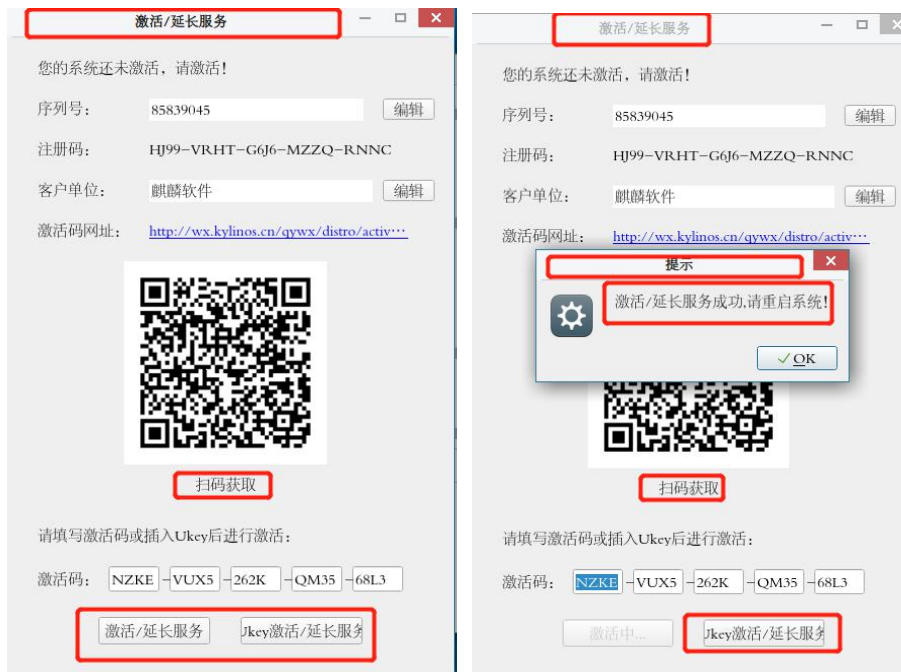 激活/延长服务
您的系统还未激活，请激活！
序列号：
85839045
编辑
注册码：
HJ99-VRHT-G6J6-MZZQ-RNNC
客户单位：
麒麟软件
编辑
激活码网址：
http://wx.kylinos.cn/qywx/distro/activ…
扫码获取
请填写激活码或插入Ukey后进行激活：
激活码：
NZKE-VUX5-262K-QM35-68L3
激活/延长服务
Jkey激活/延长服务
激活/延长服务
您的系统还未激活，请激活！
序列号：
85839045
编辑
注册码：
HJ99-VRHT-G6J6-MZZQ-RNNC
客户单位：
麒麟软件
编辑
激活码网址：
http://wx.kylinos.cn/qywx/distro/activ…
提示
激活/延长服务成功,请重启系统!
OK
扫码获取
请填写激活码或插入Ukey后进行激活：
激活码：
NZKE-VUX5-262K-QM35-68L3
激活中...
Jkey激活/延长服务